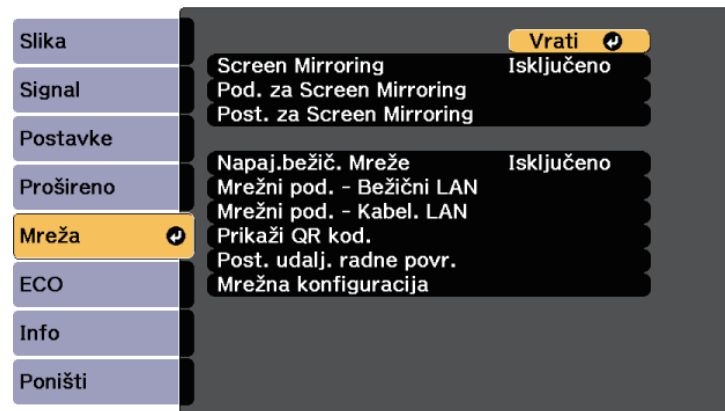 Slika
Signal
Postavke
Prošireno
Mreža
ECO
Info
Poništi
Vrati
Screen Mirroring Isključeno
Pod. za Screen Mirroring
Post. za Screen Mirroring
Napaj.bežič. Mreže Isključeno
Mrežni pod. - Bežični LAN
Mrežni pod. - Kabel. LAN
Prikaži QR kod.
Post. udalj. radne povr.
Mrežna konfiguracija